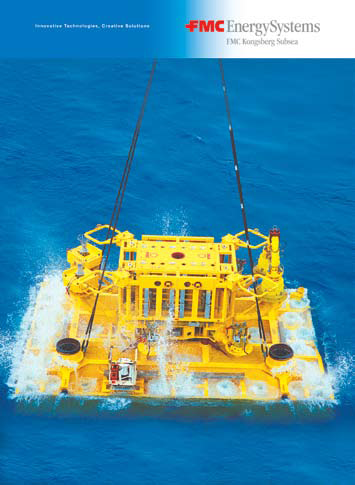 Innovative Technologies, Creative Solutions
FMC EnergySystems
FMC Kongsberg Subsea